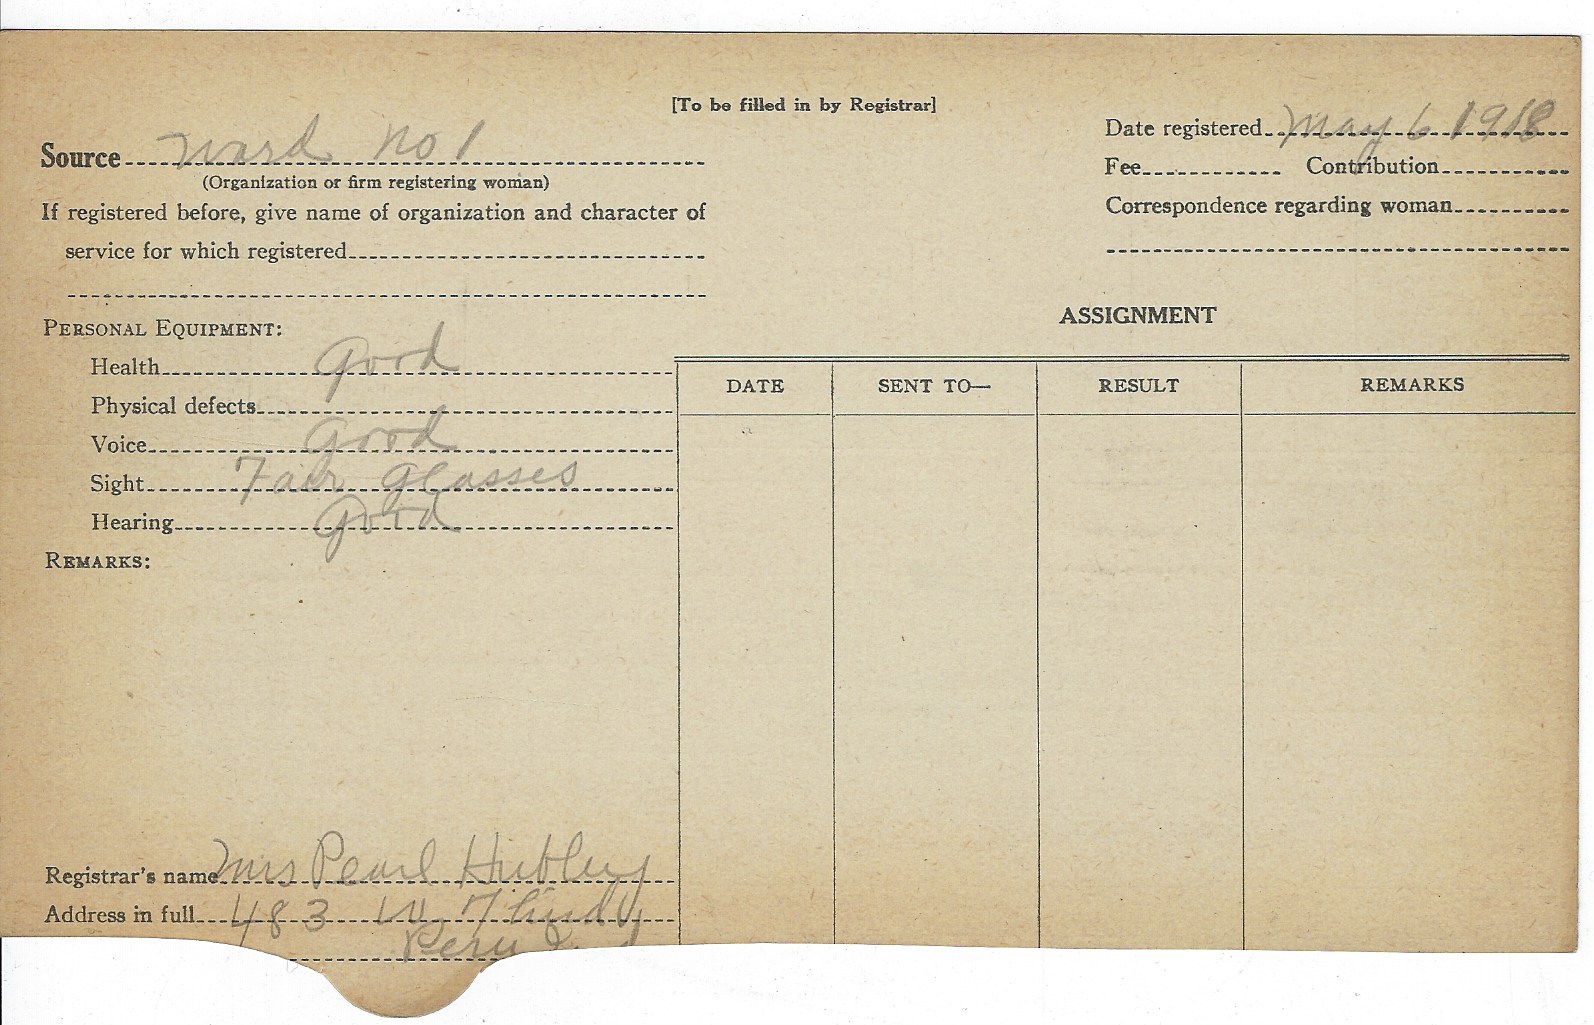 [To be filled in by Registrar]
Source Ward No 1
(Organization or firm registering woman)
If registered before, give name of organization and character of
service for which registered
Date registered May 6 1918
Fee Contribution
Correspondence regarding woman
PERSONAL EQUIPMENT:
Health Good
Physical defects
Voice Good
Sight Fair Glasses
Hearing Good
REMARKS:
ASSIGNMENT
DATE SENT TO— RESULT REMARKS
Registrar's name Mrs Pearl Hubley
Address in full 483 W.
Peru